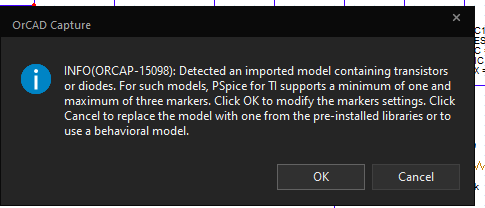 OrCAD Capture
INFO(ORCAP-15098): Detected an imported model containing transistors
or diodes. For such models, PSpice for TI supports a minimum of one and
maximum of three markers. Click OK to modify the markers settings. Click
Cancel to replace the model with one from the pre-installed libraries or to
use a behavioral model.
OK
Cancel